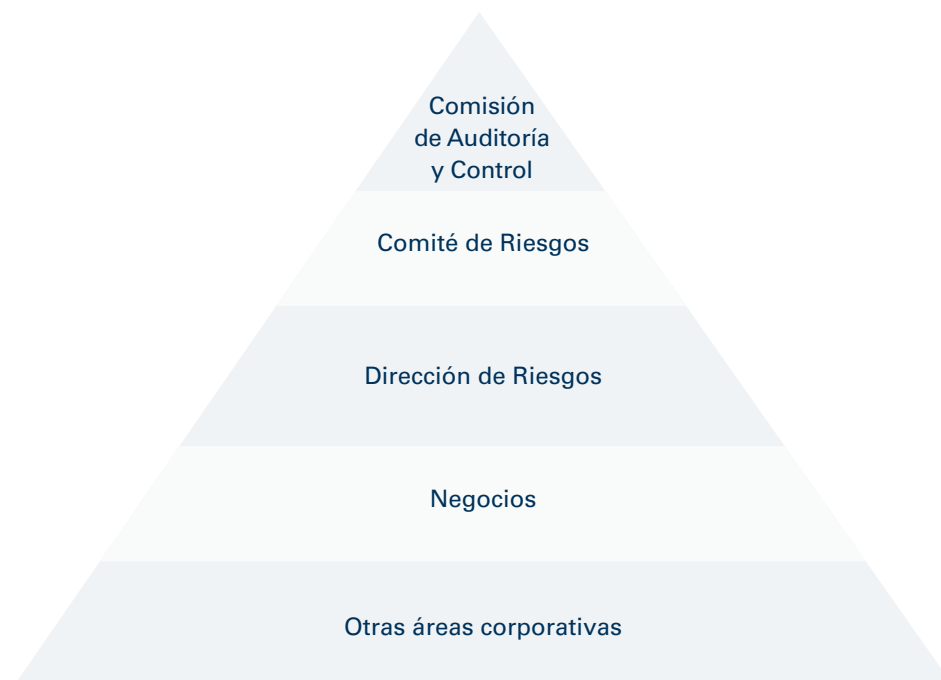 Comisión
de Auditoría
y Control
Comité de Riesgos
Dirección de Riesgos
Negocios
Otras áreas corporativas